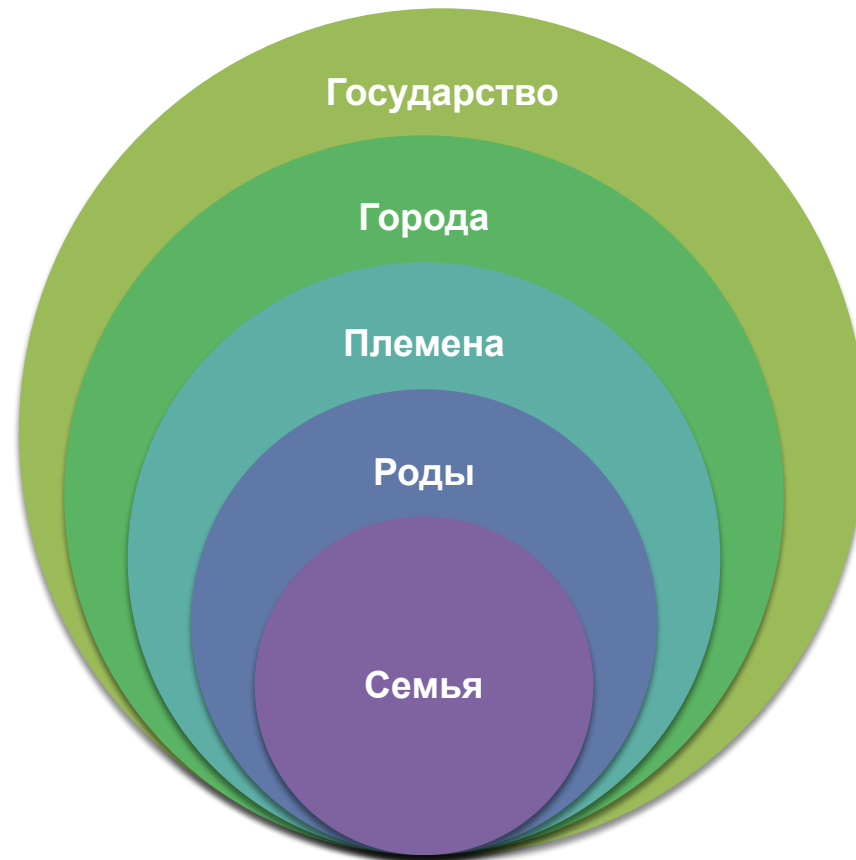 Государство
Города
Племена
Роды
Семья